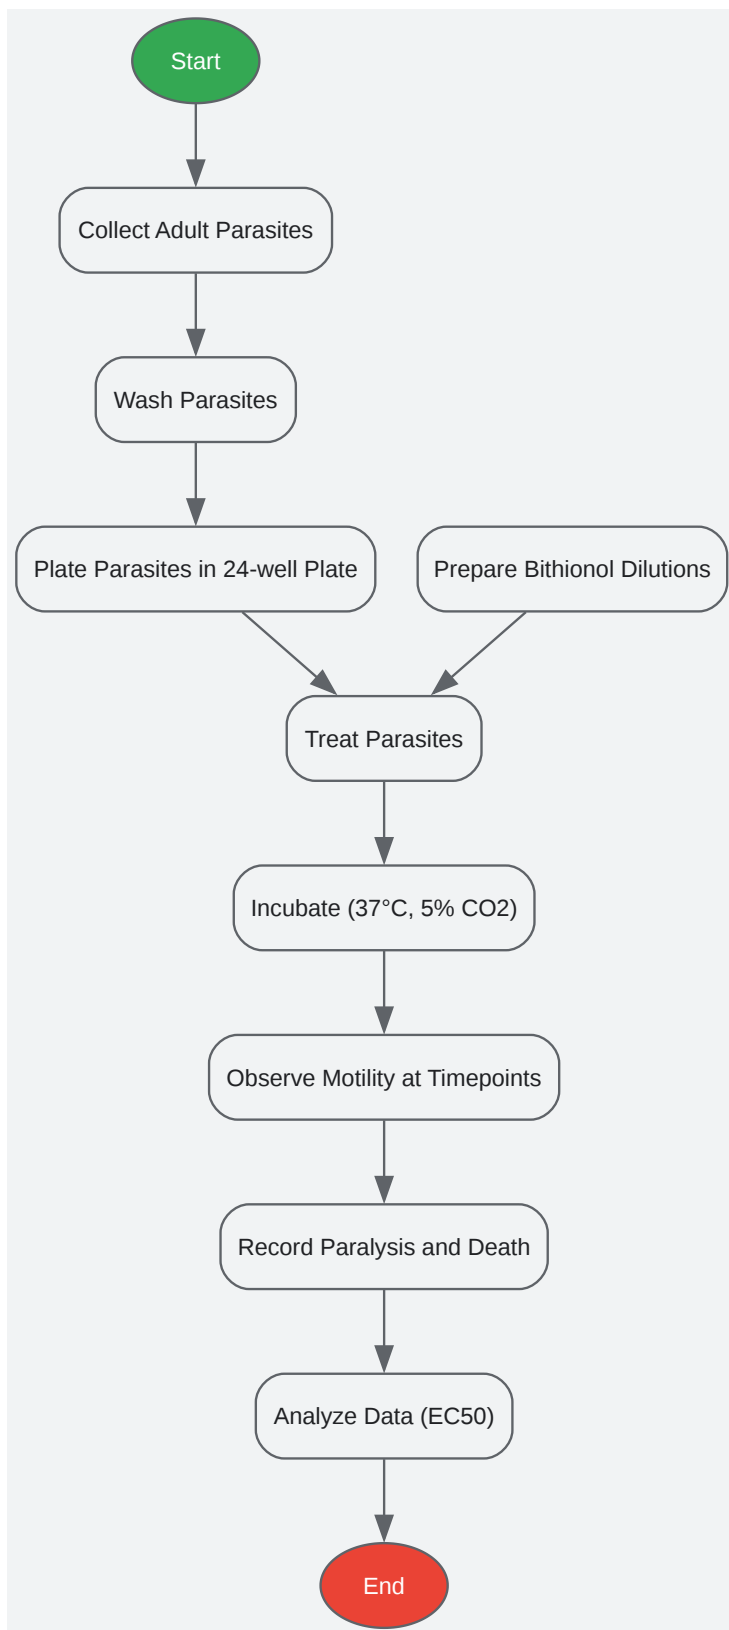 Start
Collect Adult Parasites
Wash Parasites
Plate Parasites in 24-well Plate
Prepare Bithionol Dilutions
Treat Parasites
Incubate (37°C, 5% CO2)
Observe Motility at Timepoints
Record Paralysis and Death
Analyze Data (EC50)
End